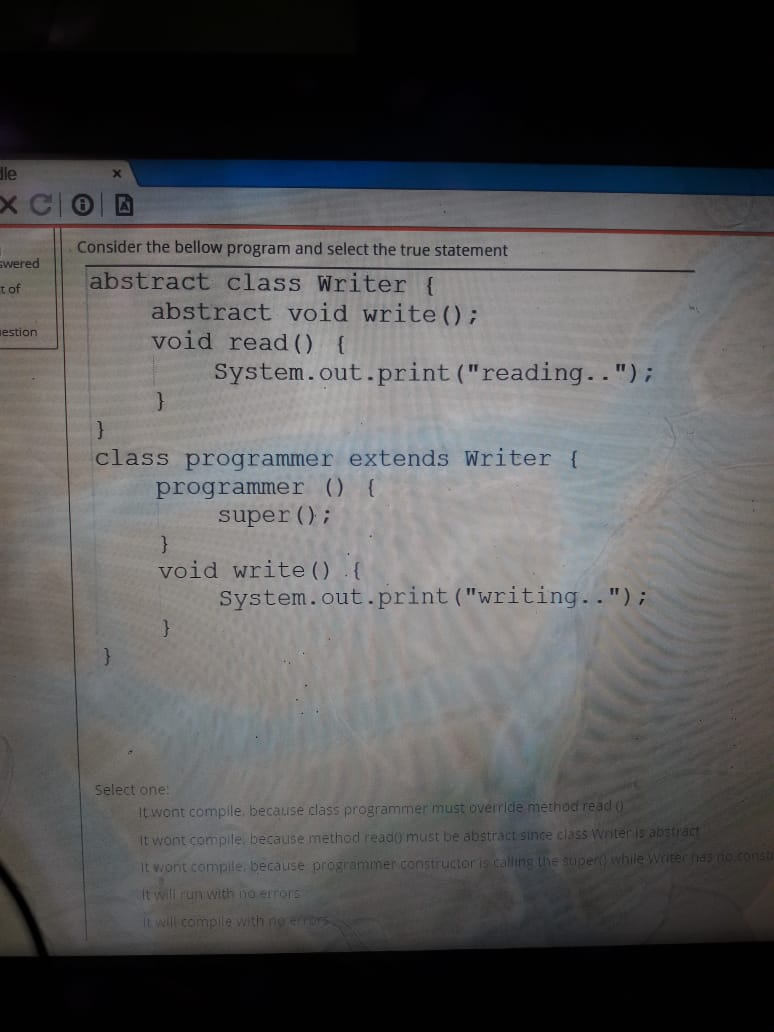 dle x
swered
t of
estion
Consider the bellow program and select the true statement
abstract class Writer {
abstract void write();
void read() {
System.out.print("reading..");
}
}
class programmer extends Writer {
programmer () {
super();
}
void write() {
System.out.print("writing..");
}
}
Select one:
It wont compile, because class programmer must override method read ()
It wont compile, because method read() must be abstract since class Writer is abstract
It wont compile, because programmer constructor is calling the super() while Writer has no const
It will run with no errors
It will compile with no errors